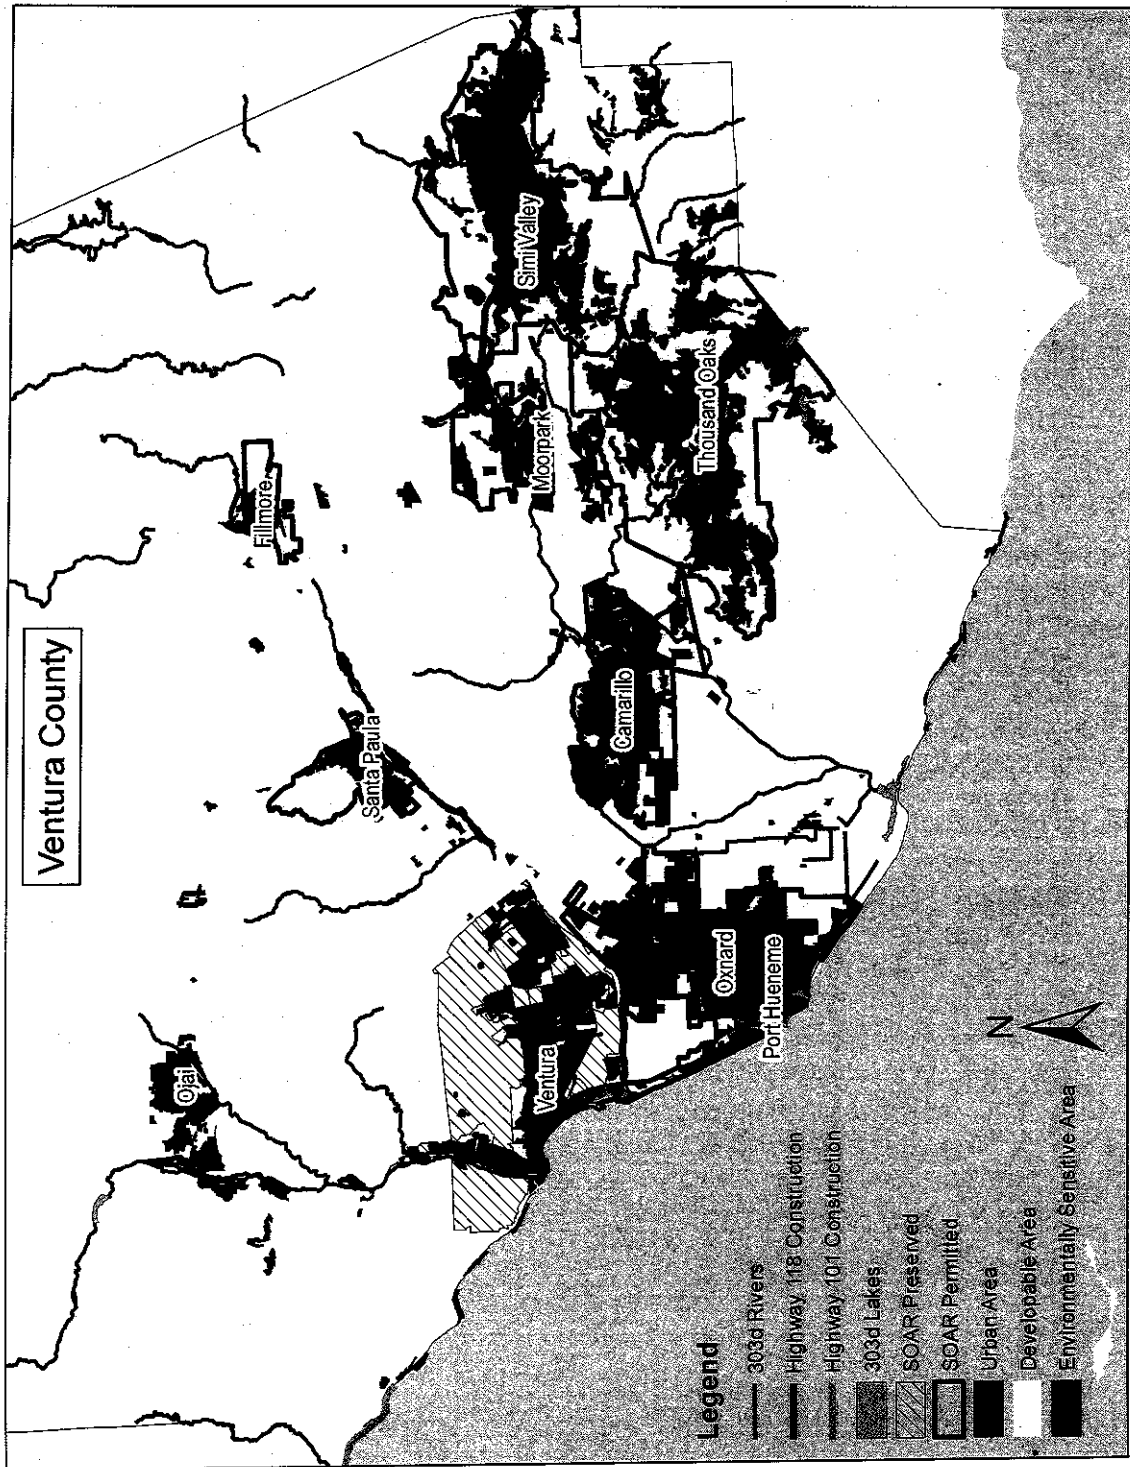 Ventura County
Ojai
Santa Paula
Fillmore
Ventura
Moorpark
Simi Valley
Camarillo
Oxnard
Port Hueneme
Thousand Oaks
N
Legend
303d Rivers
Highway 118 Construction
Highway 101 Construction
303d Lakes
SOAR Preserved
SOAR Permitted
Urban Area
Developable Area
Environmentally Sensitive Area